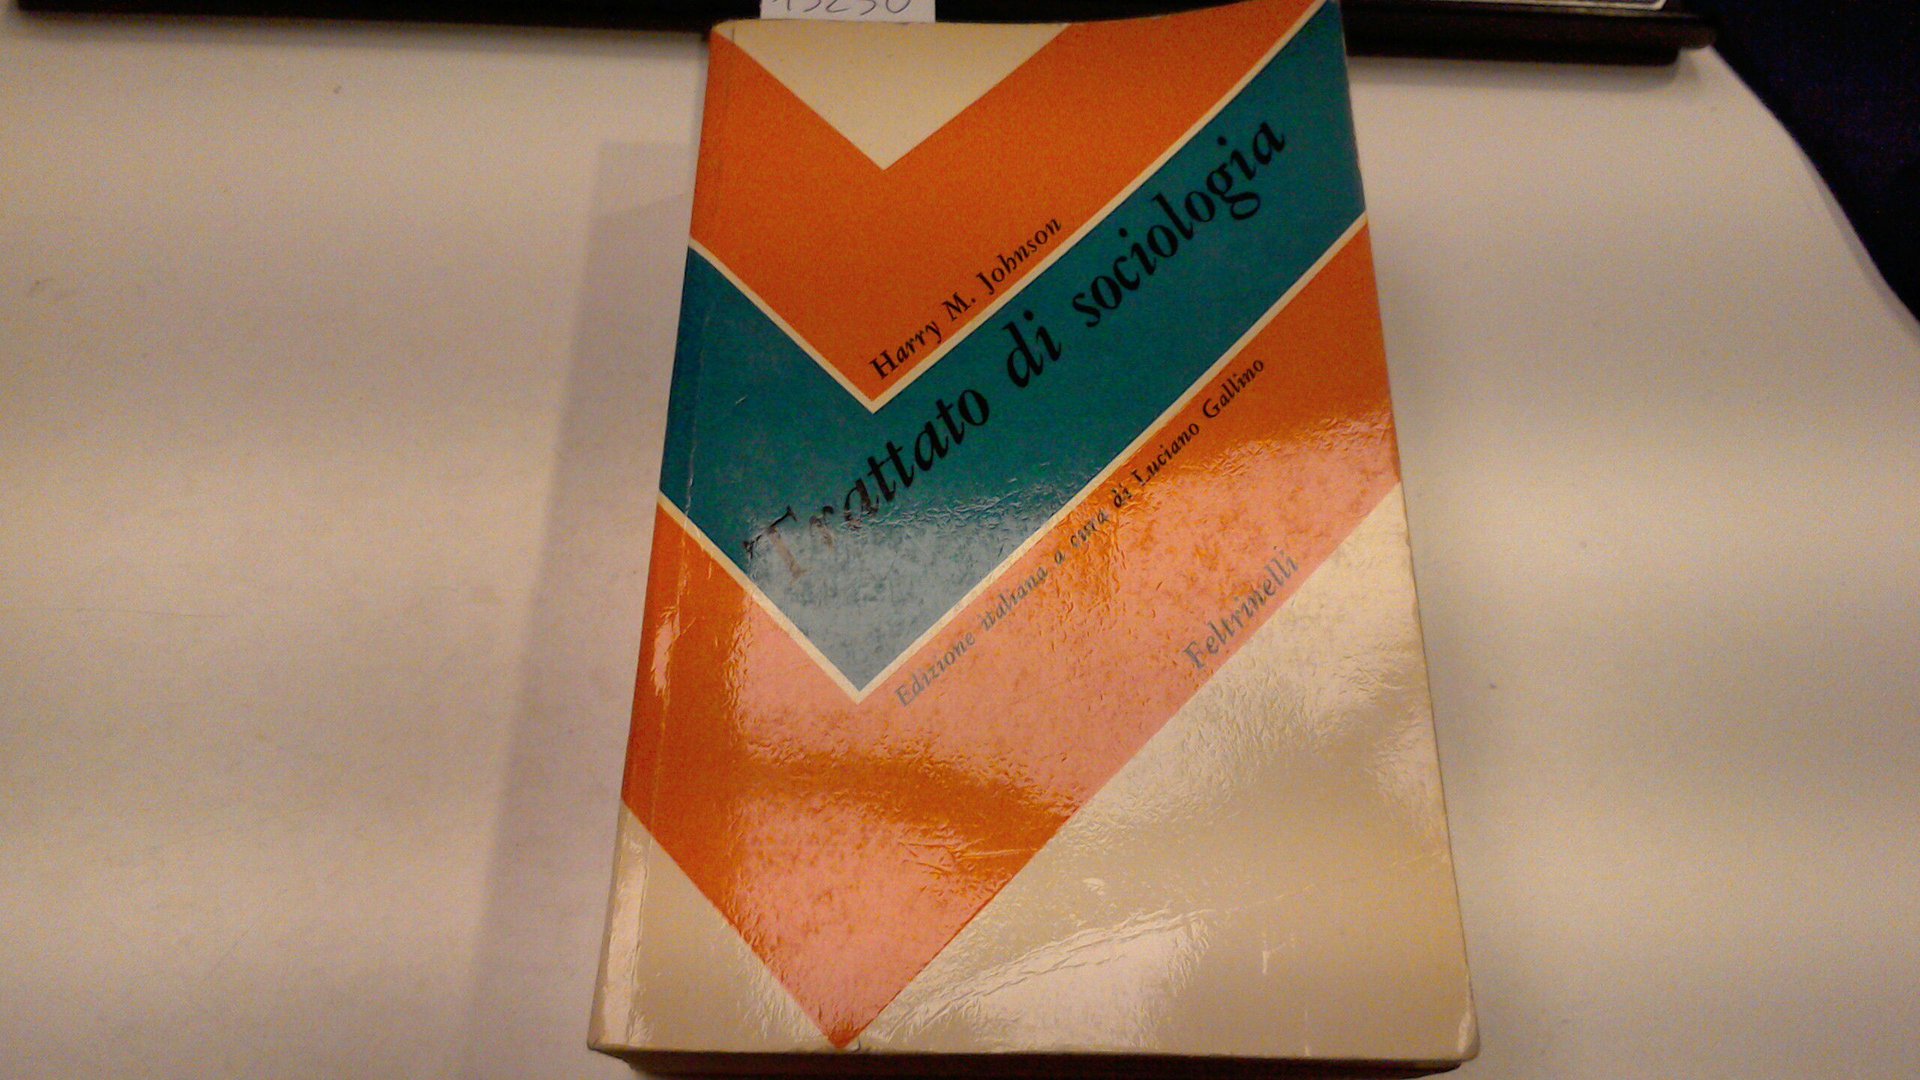 Harry M. Johnson
Trattato di sociologia
Edizione italiana a cura di Luciano Gallino
Feltrinelli